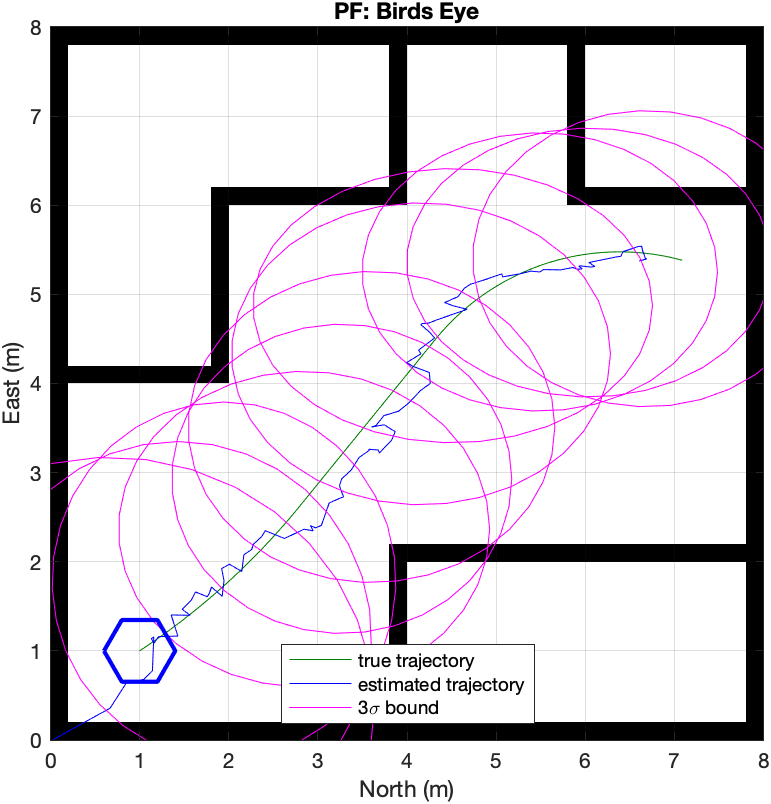 PF: Birds Eye
8
7
6
5
4
3
2
1
0
East (m)
true trajectory
estimated trajectory
3σ bound
0 1 2 3 4 5 6 7 8
North (m)